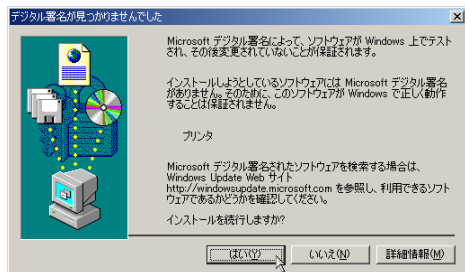 デジタル署名が見つかりませんでした
Microsoft デジタル署名によって、ソフトウェアが Windows 上でテスト
され、その後変更されていないことが保証されます。
インストールしようとしているソフトウェアには Microsoft デジタル署名
がありません。そのために、このソフトウェアが Windows で正しく動作
することは保証されません。
プリンタ
Microsoft デジタル署名されたソフトウェアを検索する場合は、
Windows Update Web サイト
http://windowsupdate.microsoft.com を参照し、利用できるソフト
ウェアであるかどうかを確認してください。
インストールを続行しますか?
はい(Y) いいえ(N) 詳細情報(M)